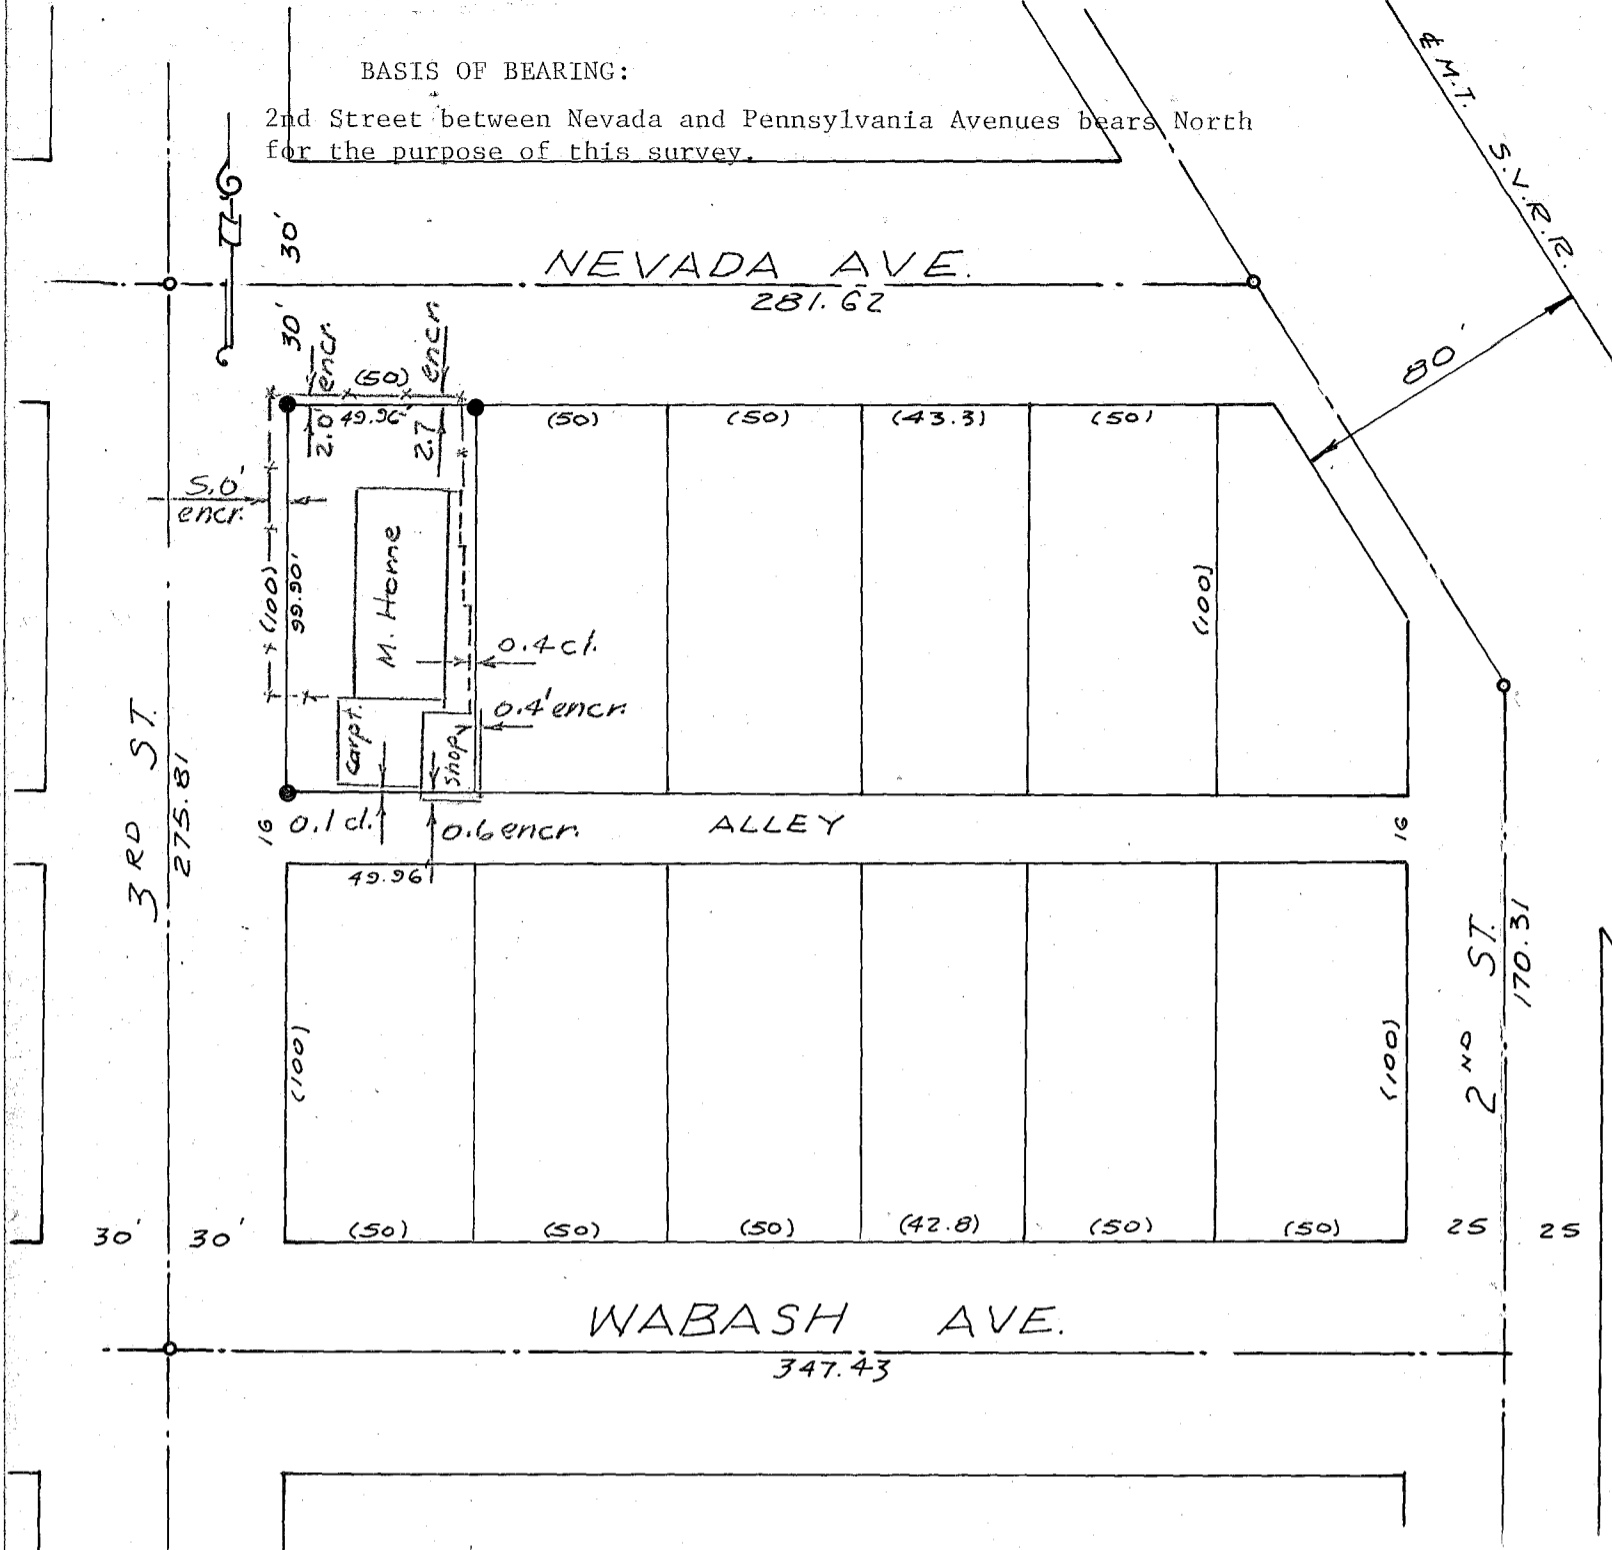 BASIS OF BEARING:
2nd Street between Nevada and Pennsylvania Avenues bears North
for the purpose of this survey.
℄ M.T. S.V.R.R.
30'
NEVADA AVE.
281.62
30'
80'
encr.
(50)
encr.
2.0'
49.96'
2.7
(50)
(50)
(43.3)
(50)
5.0'
encr.
(100)
99.90'
M. Home
(100)
0.4 cl.
0.4' encr.
Carpt.
Shop
3RD ST.
275.81
16
0.1 cl.
0.6 encr.
ALLEY
16
49.96
2ND ST.
170.31
(100)
(100)
30'
30'
(50)
(50)
(50)
(42.8)
(50)
(50)
25
25
WABASH AVE.
347.43